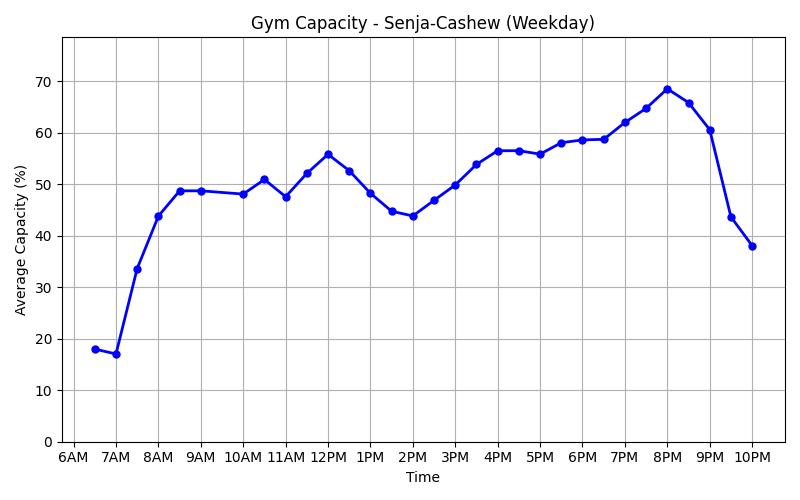 Gym Capacity - Senja-Cashew (Weekday)
Average Capacity (%)
70
60
50
40
30
20
10
0
6AM 7AM 8AM 9AM 10AM 11AM 12PM 1PM 2PM 3PM 4PM 5PM 6PM 7PM 8PM 9PM 10PM
Time